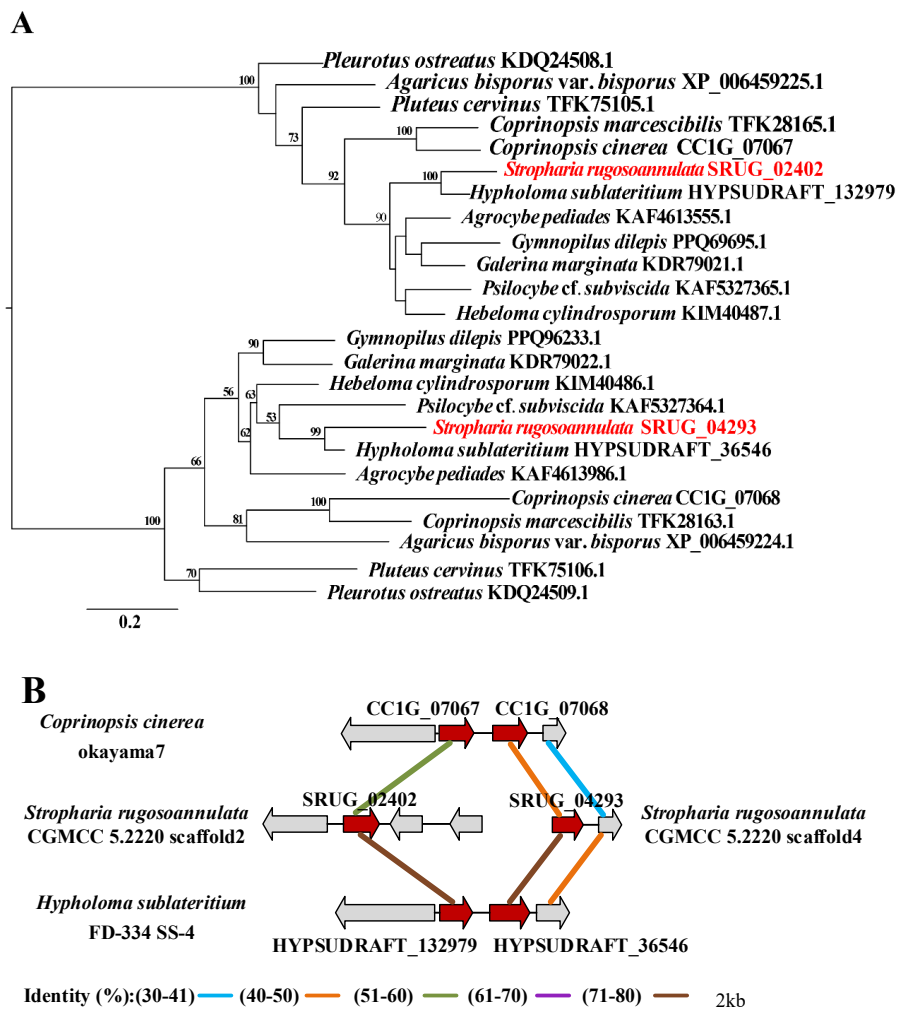 A
Pleurotus ostreatus KDQ24508.1
100
Agaricus bisporus var. bisporus XP_006459225.1
Pluteus cervinus TFK75105.1
73
Coprinopsis marcescibilis TFK28165.1
100
Coprinopsis cinerea CC1G_07067
92
Stropharia rugosoannulata SRUG_02402
100
Hypholoma sublateritium HYPSUDRAFT_132979
90
Agrocybe pediades KAF4613555.1
Gymnopilus dilepis PPQ69695.1
Galerina marginata KDR79021.1
Psilocybe cf. subviscida KAF5327365.1
Hebeloma cylindrosporum KIM40487.1
Gymnopilus dilepis PPQ96233.1
90
Galerina marginata KDR79022.1
56
Hebeloma cylindrosporum KIM40486.1
63
Psilocybe cf. subviscida KAF5327364.1
53
Stropharia rugosoannulata SRUG_04293
99
62
Hypholoma sublateritium HYPSUDRAFT_36546
66
Agrocybe pediades KAF4613986.1
Coprinopsis cinerea CC1G_07068
100
Coprinopsis marcescibilis TFK28163.1
81
100
Agaricus bisporus var. bisporus XP_006459224.1
Pluteus cervinus TFK75106.1
70
Pleurotus ostreatus KDQ24509.1
0.2
B
CC1G_07067 CC1G_07068
Coprinopsis cinerea
okayama7
SRUG_02402 SRUG_04293
Stropharia rugosoannulata
CGMCC 5.2220 scaffold2
Stropharia rugosoannulata
CGMCC 5.2220 scaffold4
Hypholoma sublateritium
FD-334 SS-4
HYPSUDRAFT_132979 HYPSUDRAFT_36546
Identity (%):(30-41) (40-50) (51-60) (61-70) (71-80) 2kb